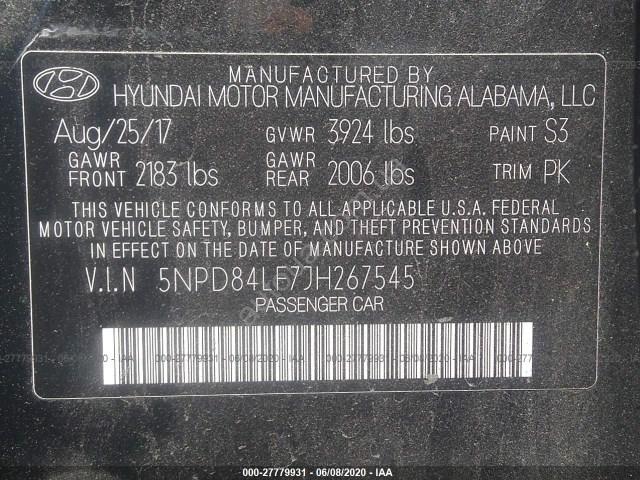 MANUFACTURED BY
HYUNDAI MOTOR MANUFACTURING ALABAMA, LLC
Aug/25/17 GVWR 3924 lbs PAINT S3
GAWR FRONT 2183 lbs GAWR REAR 2006 lbs TRIM PK
THIS VEHICLE CONFORMS TO ALL APPLICABLE U.S.A. FEDERAL
MOTOR VEHICLE SAFETY, BUMPER, AND THEFT PREVENTION STANDARDS
IN EFFECT ON THE DATE OF MANUFACTURE SHOWN ABOVE
V.I.N 5NPD84LF7JH267545
PASSENGER CAR
000-27779931 - 06/08/2020 - IAA